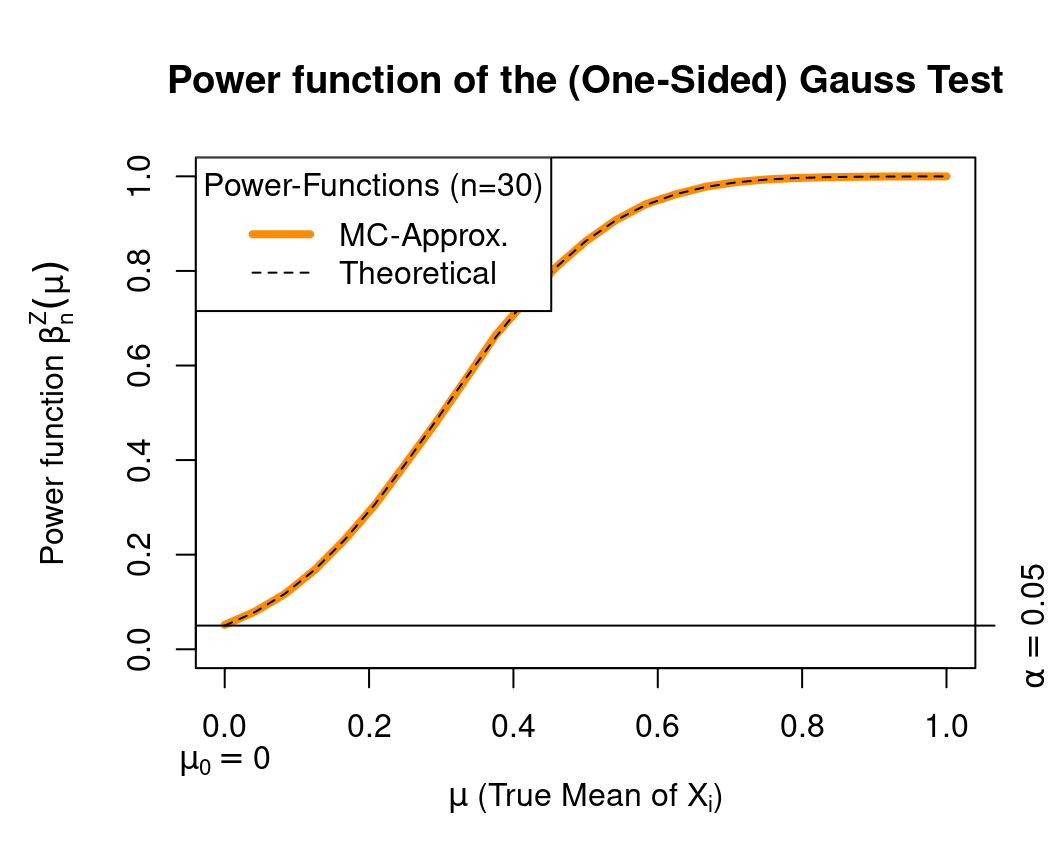 Power function of the (One-Sided) Gauss Test
Power-Functions (n=30)
MC-Approx.
Theoretical
Power function βₙᶻ(μ)
1.0
0.8
0.6
0.4
0.2
0.0
α = 0.05
0.0 0.2 0.4 0.6 0.8 1.0
μ₀ = 0
μ (True Mean of Xᵢ)